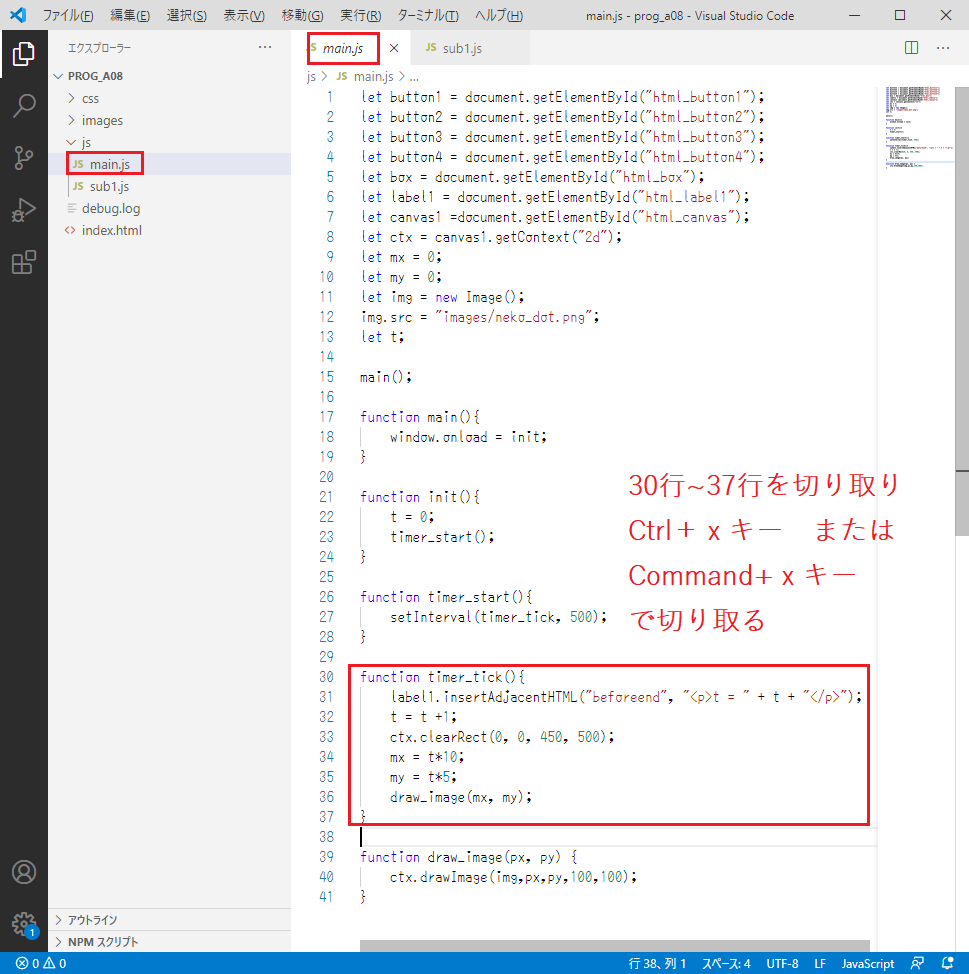 ファイル(F) 編集(E) 選択(S) 表示(V) 移動(G) 実行(R) ターミナル(T) ヘルプ(H) main.js - prog_a08 - Visual Studio Code
エクスプローラー ...
PROG_A08
css
images
js
JS main.js
JS sub1.js
debug.log
<> index.html
アウトライン
NPM スクリプト
1
JS main.js × JS sub1.js ...
js > JS main.js > ...
1 let button1 = document.getElementById("html_button1");
2 let button2 = document.getElementById("html_button2");
3 let button3 = document.getElementById("html_button3");
4 let button4 = document.getElementById("html_button4");
5 let box = document.getElementById("html_box");
6 let label1 = document.getElementById("html_label1");
7 let canvas1 =document.getElementById("html_canvas");
8 let ctx = canvas1.getContext("2d");
9 let mx = 0;
10 let my = 0;
11 let img = new Image();
12 img.src = "images/neko_dot.png";
13 let t;
14
15 main();
16
17 function main(){
18 window.onload = init;
19 }
20
21 function init(){
22 t = 0;
23 timer_start();
24 }
25
26 function timer_start(){
27 setInterval(timer_tick, 500);
28 }
29
30 function timer_tick(){
31 label1.insertAdjacentHTML("beforeend", "<p>t = " + t + "</p>");
32 t = t +1;
33 ctx.clearRect(0, 0, 450, 500);
34 mx = t*10;
35 my = t*5;
36 draw_image(mx, my);
37 }
38
39 function draw_image(px, py) {
40 ctx.drawImage(img,px,py,100,100);
41 }
30行~37行を切り取り
Ctrl＋ x キー　または
Command+ x キー
で切り取る
0 0 行 38、列 1 スペース: 4 UTF-8 LF JavaScript